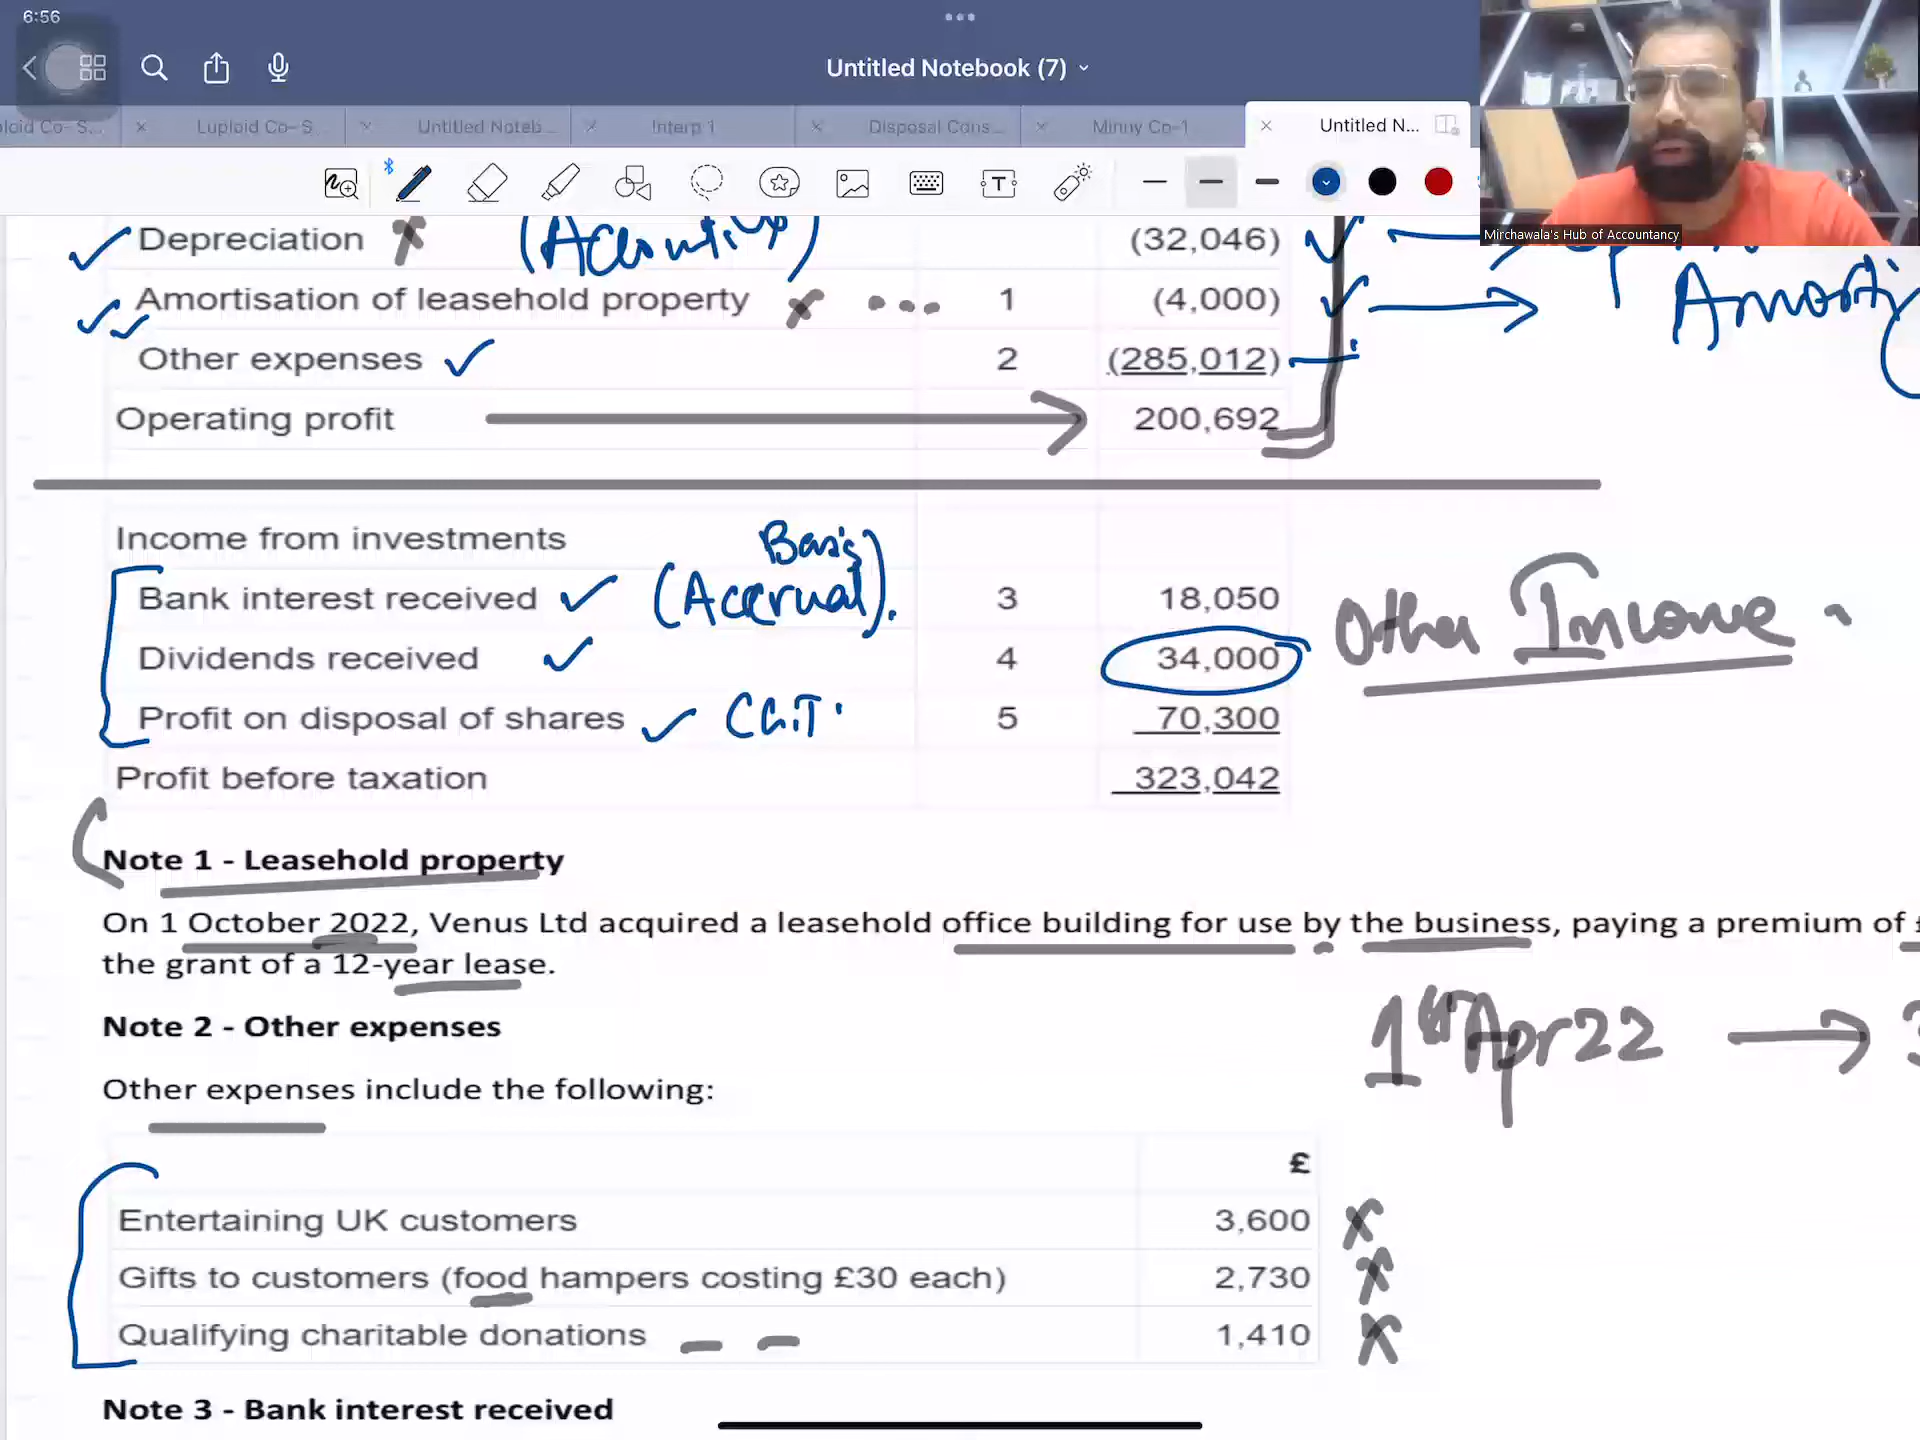 6:56
Untitled Notebook (7)
ploid Co- S... Luploid Co- S... Untitled Noteb... Interp 1 Disposal Cons... Minny Co-1 Untitled N...
Mirchawala's Hub of Accountancy
Depreciation (32,046)
Amortisation of leasehold property 1 (4,000)
Other expenses 2 (285,012)
Operating profit 200,692
Income from investments Basis
Bank interest received (Accrual). 3 18,050
Other Income
Dividends received 4 34,000
Profit on disposal of shares 5 70,300
Profit before taxation 323,042
Note 1 - Leasehold property
On 1 October 2022, Venus Ltd acquired a leasehold office building for use by the business, paying a premium of £
the grant of a 12-year lease.
1st Apr 22
Note 2 - Other expenses
Other expenses include the following:
£
Entertaining UK customers 3,600
Gifts to customers (food hampers costing £30 each) 2,730
Qualifying charitable donations 1,410
Note 3 - Bank interest received